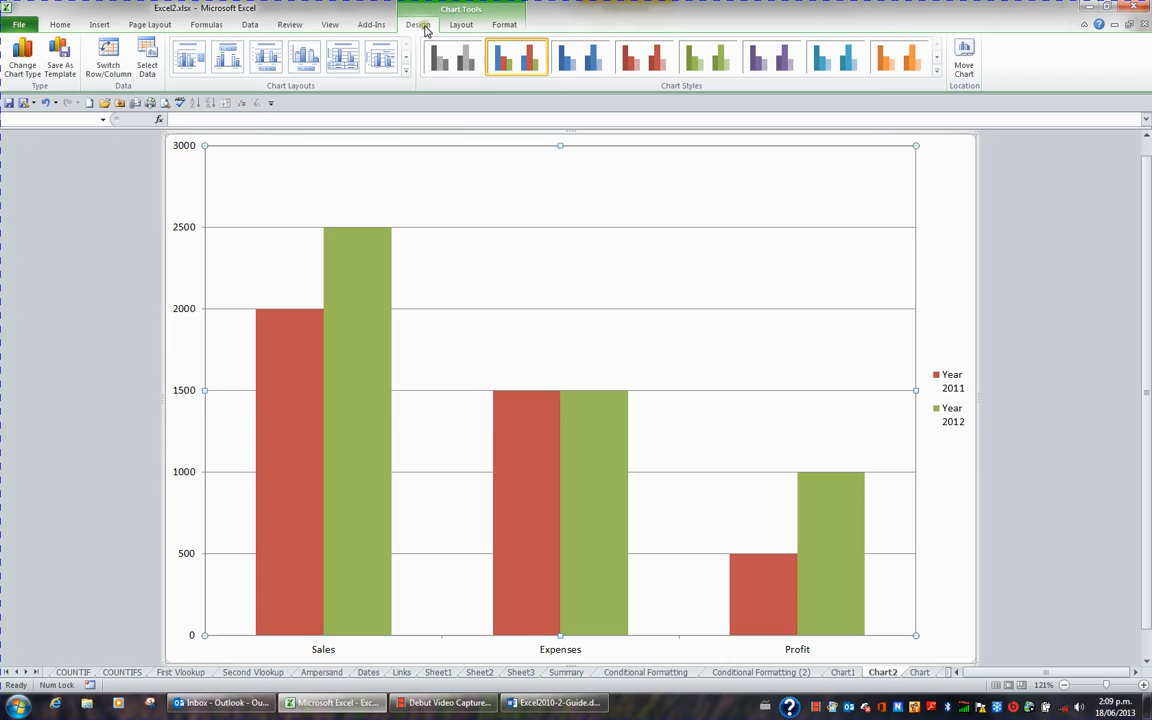 Excel2.xlsx - Microsoft Excel
Chart Tools
File Home Insert Page Layout Formulas Data Review View Add-Ins Design Layout Format
Change Chart Type
Save As Template
Switch Row/Column
Select Data
Move Chart
Type Data Chart Layouts Chart Styles Location
fx
3000
2500
2000
1500
1000
500
0
Year
2011
Year
2012
Sales Expenses Profit
COUNTIF COUNTIFS First Vlookup Second Vlookup Ampersand Dates Links Sheet1 Sheet2 Sheet3 Summary Conditional Formatting Conditional Formatting (2) Chart1 Chart2 Chart
Ready Num Lock 121%
Inbox - Outlook - Ou... Microsoft Excel - Exc... Debut Video Capture... Excel2010-2-Guide.d...
2:09 p.m.
18/06/2013